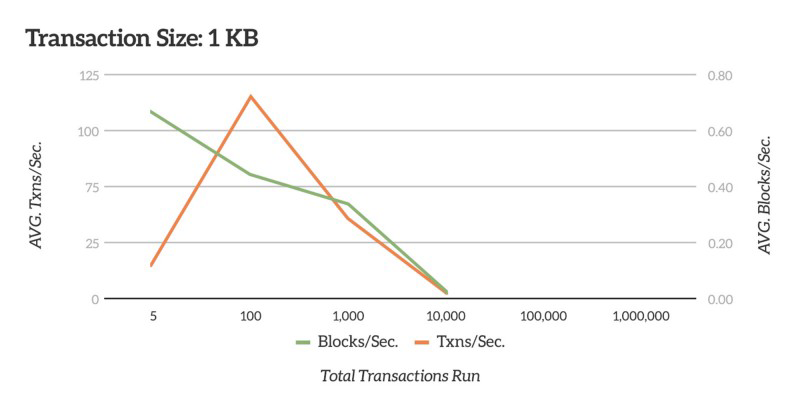 Transaction Size: 1 KB
125
100
75
25
0
AVG. Txns/Sec.
0.80
0.60
0.40
0.20
0.00
AVG. Blocks/Sec.
5 100 1,000 10,000 100,000 1,000,000
Blocks/Sec. Txns/Sec.
Total Transactions Run